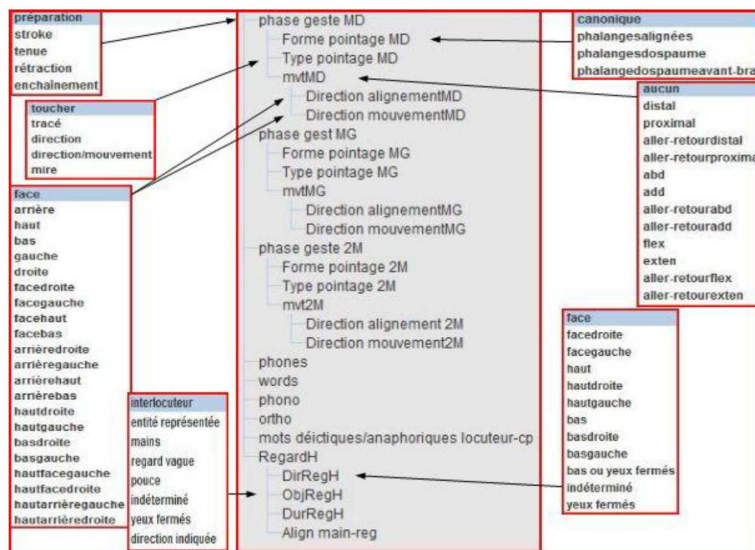 préparation
stroke
tenue
rétraction
enchaînement
toucher
tracé
direction
direction/mouvement
mire
face
arrière
haut
bas
gauche
droite
facedroite
facegauche
facehaut
facebas
arrièredroite
arrièregauche
arrièrehaut
arrièrebas
hautdroite
hautgauche
basdroite
basgauche
hautfacegauche
hautfacedroite
hautarrièregauche
hautarrièredroite
interlocuteur
entité représentée
mains
regard vague
pouce
indéterminé
yeux fermés
direction indiquée
phase geste MD
Forme pointage MD
Type pointage MD
mvtMD
Direction alignementMD
Direction mouvementMD
phase gest MG
Forme pointage MG
Type pointage MG
mvtMG
Direction alignementMG
Direction mouvementMG
phase geste 2M
Forme pointage 2M
Type pointage 2M
mvt2M
Direction alignement 2M
Direction mouvement2M
phones
words
phono
ortho
mots déictiques/anaphoriques locuteur-cp
RegardH
DirRegH
ObjRegH
DurRegH
Align main-reg
canonique
phalangesalignées
phalangesdospaume
phalangedospaumeavant-bra
aucun
distal
proximal
aller-retourdistal
aller-retourproxima
abd
add
aller-retourabd
aller-retouradd
flex
exten
aller-retourflex
aller-retourexten
face
facedroite
facegauche
haut
hautdroite
hautgauche
bas
basdroite
basgauche
bas ou yeux fermés
indéterminé
yeux fermés